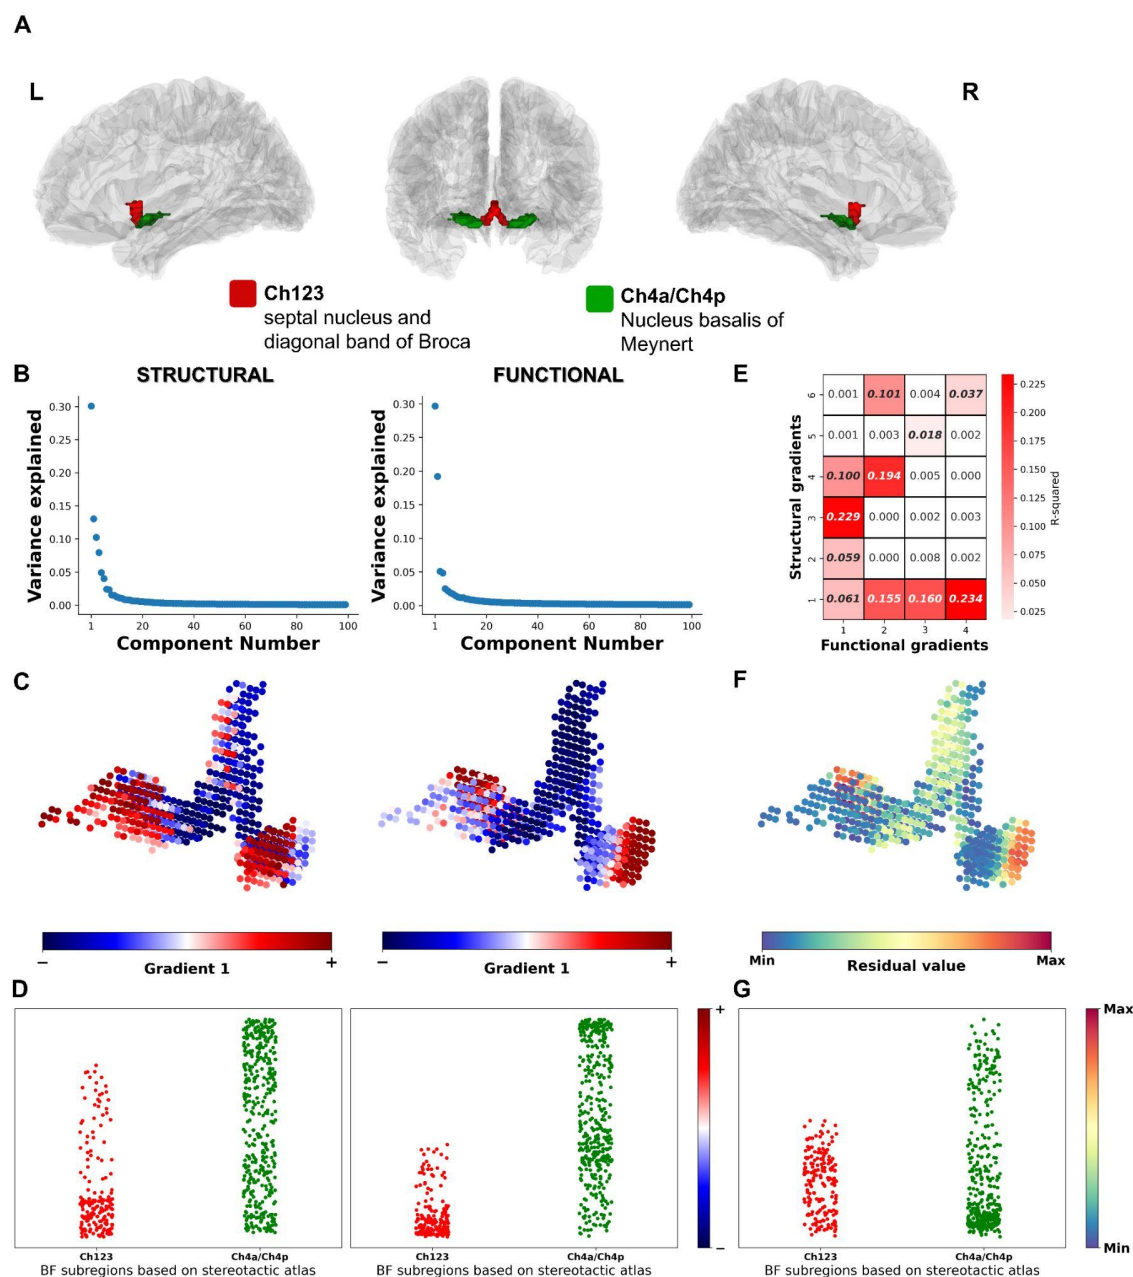 A
L
R
Ch123
septal nucleus and
diagonal band of Broca
Ch4a/Ch4p
Nucleus basalis of
Meynert
B
STRUCTURAL
Variance explained
0.30
0.25
0.20
0.15
0.10
0.05
0.00
1 20 40 60 80 100
Component Number
FUNCTIONAL
Variance explained
0.30
0.25
0.20
0.15
0.10
0.05
0.00
1 20 40 60 80 100
Component Number
E
Structural gradients
6 0.001 0.101 0.004 0.037
5 0.001 0.003 0.018 0.002
4 0.100 0.194 0.005 0.000
3 0.229 0.000 0.002 0.003
2 0.059 0.000 0.008 0.002
1 0.061 0.155 0.160 0.234
1 2 3 4
Functional gradients
0.225
0.200
0.175
0.150
0.125
0.100
0.075
0.050
0.025
R-squared
C
− +
Gradient 1
− +
Gradient 1
F
Min Max
Residual value
D
Ch123 Ch4a/Ch4p
BF subregions based on stereotactic atlas
Ch123 Ch4a/Ch4p
BF subregions based on stereotactic atlas
+
−
G
Ch123 Ch4a/Ch4p
BF subregions based on stereotactic atlas
Max
Min